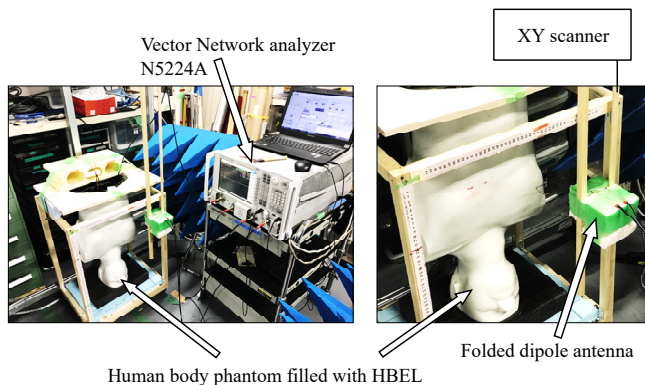 Vector Network analyzer
N5224A
XY scanner
Folded dipole antenna
Human body phantom filled with HBEL